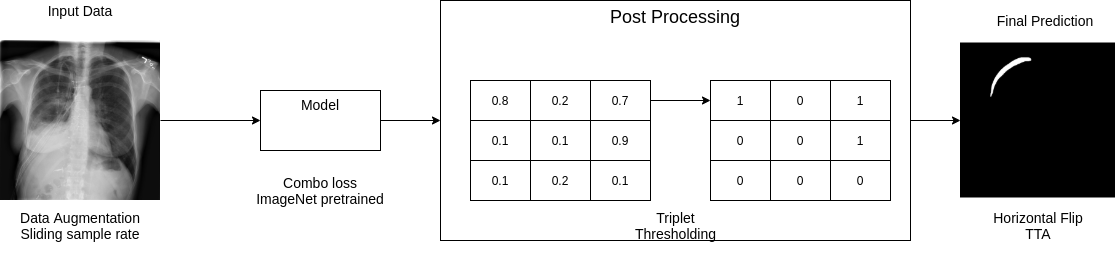 Input Data
Data Augmentation
Sliding sample rate
Model
Combo loss
ImageNet pretrained
Post Processing
0.8 0.2 0.7
0.1 0.1 0.9
0.1 0.2 0.1
1 0 1
0 0 1
0 0 0
Triplet
Thresholding
Final Prediction
Horizontal Flip
TTA